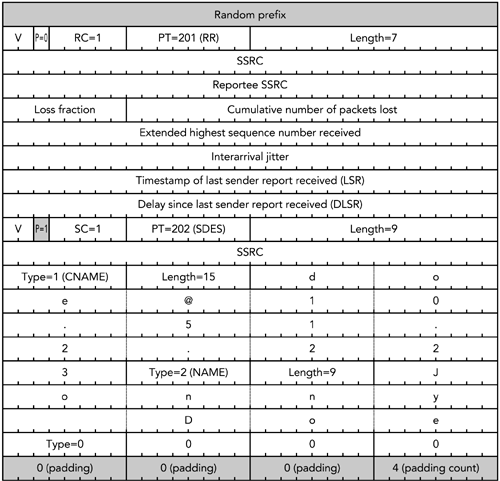 Random prefix
V P=0 RC=1 PT=201 (RR) Length=7
SSRC
Reportee SSRC
Loss fraction Cumulative number of packets lost
Extended highest sequence number received
Interarrival jitter
Timestamp of last sender report received (LSR)
Delay since last sender report received (DLSR)
V P=1 SC=1 PT=202 (SDES) Length=9
SSRC
Type=1 (CNAME) Length=15 d o
e @ 1 0
. 5 1 .
2 . 2 2
3 Type=2 (NAME) Length=9 J
o n n y
D o e
Type=0 0 0 0
0 (padding) 0 (padding) 0 (padding) 4 (padding count)